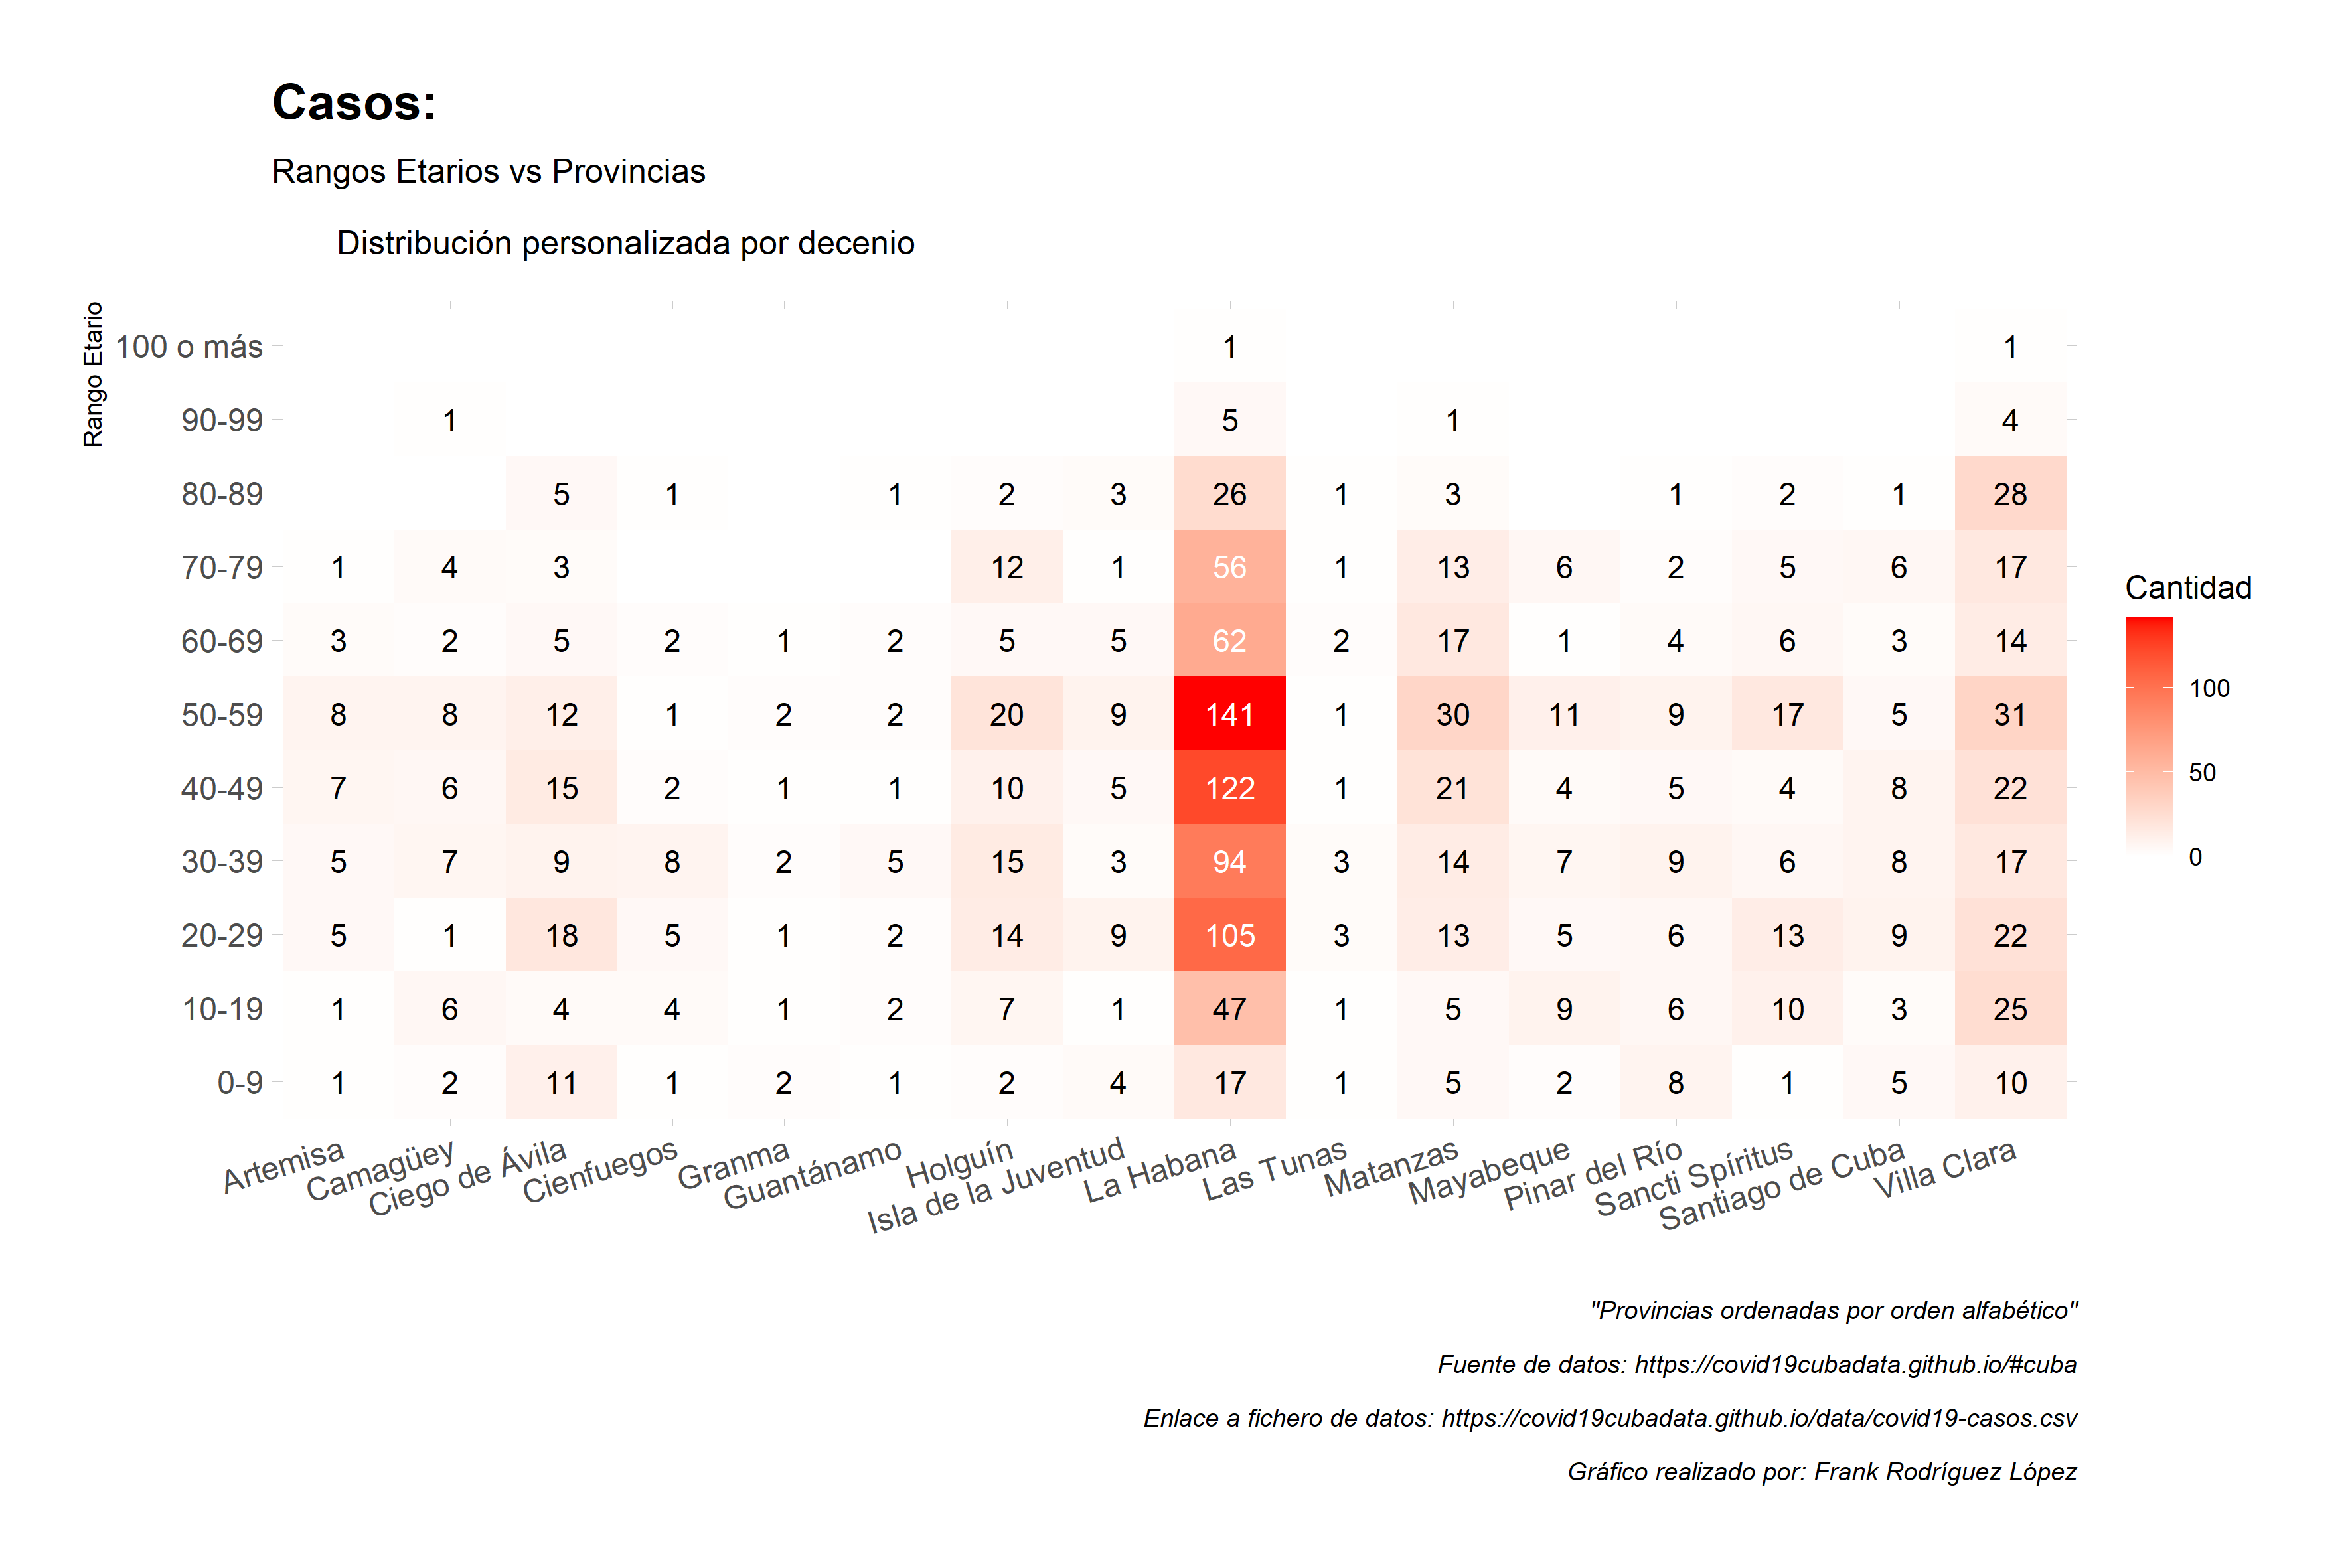 Casos:
Rangos Etarios vs Provincias
Distribución personalizada por decenio
Rango Etario
100 o más 1 1
90-99 1 5 1 4
80-89 5 1 1 2 3 26 1 3 1 2 1 28
70-79 1 4 3 12 1 56 1 13 6 2 5 6 17
60-69 3 2 5 2 1 2 5 5 62 2 17 1 4 6 3 14
50-59 8 8 12 1 2 2 20 9 141 1 30 11 9 17 5 31
40-49 7 6 15 2 1 1 10 5 122 1 21 4 5 4 8 22
30-39 5 7 9 8 2 5 15 3 94 3 14 7 9 6 8 17
20-29 5 1 18 5 1 2 14 9 105 3 13 5 6 13 9 22
10-19 1 6 4 4 1 2 7 1 47 1 5 9 6 10 3 25
0-9 1 2 11 1 2 1 2 4 17 1 5 2 8 1 5 10
Artemisa
Camagüey
Ciego de Ávila
Cienfuegos
Granma
Guantánamo
Holguín
Isla de la Juventud
La Habana
Las Tunas
Matanzas
Mayabeque
Pinar del Río
Sancti Spíritus
Santiago de Cuba
Villa Clara
Cantidad
100
50
0
"Provincias ordenadas por orden alfabético"
Fuente de datos: https://covid19cubadata.github.io/#cuba
Enlace a fichero de datos: https://covid19cubadata.github.io/data/covid19-casos.csv
Gráfico realizado por: Frank Rodríguez López